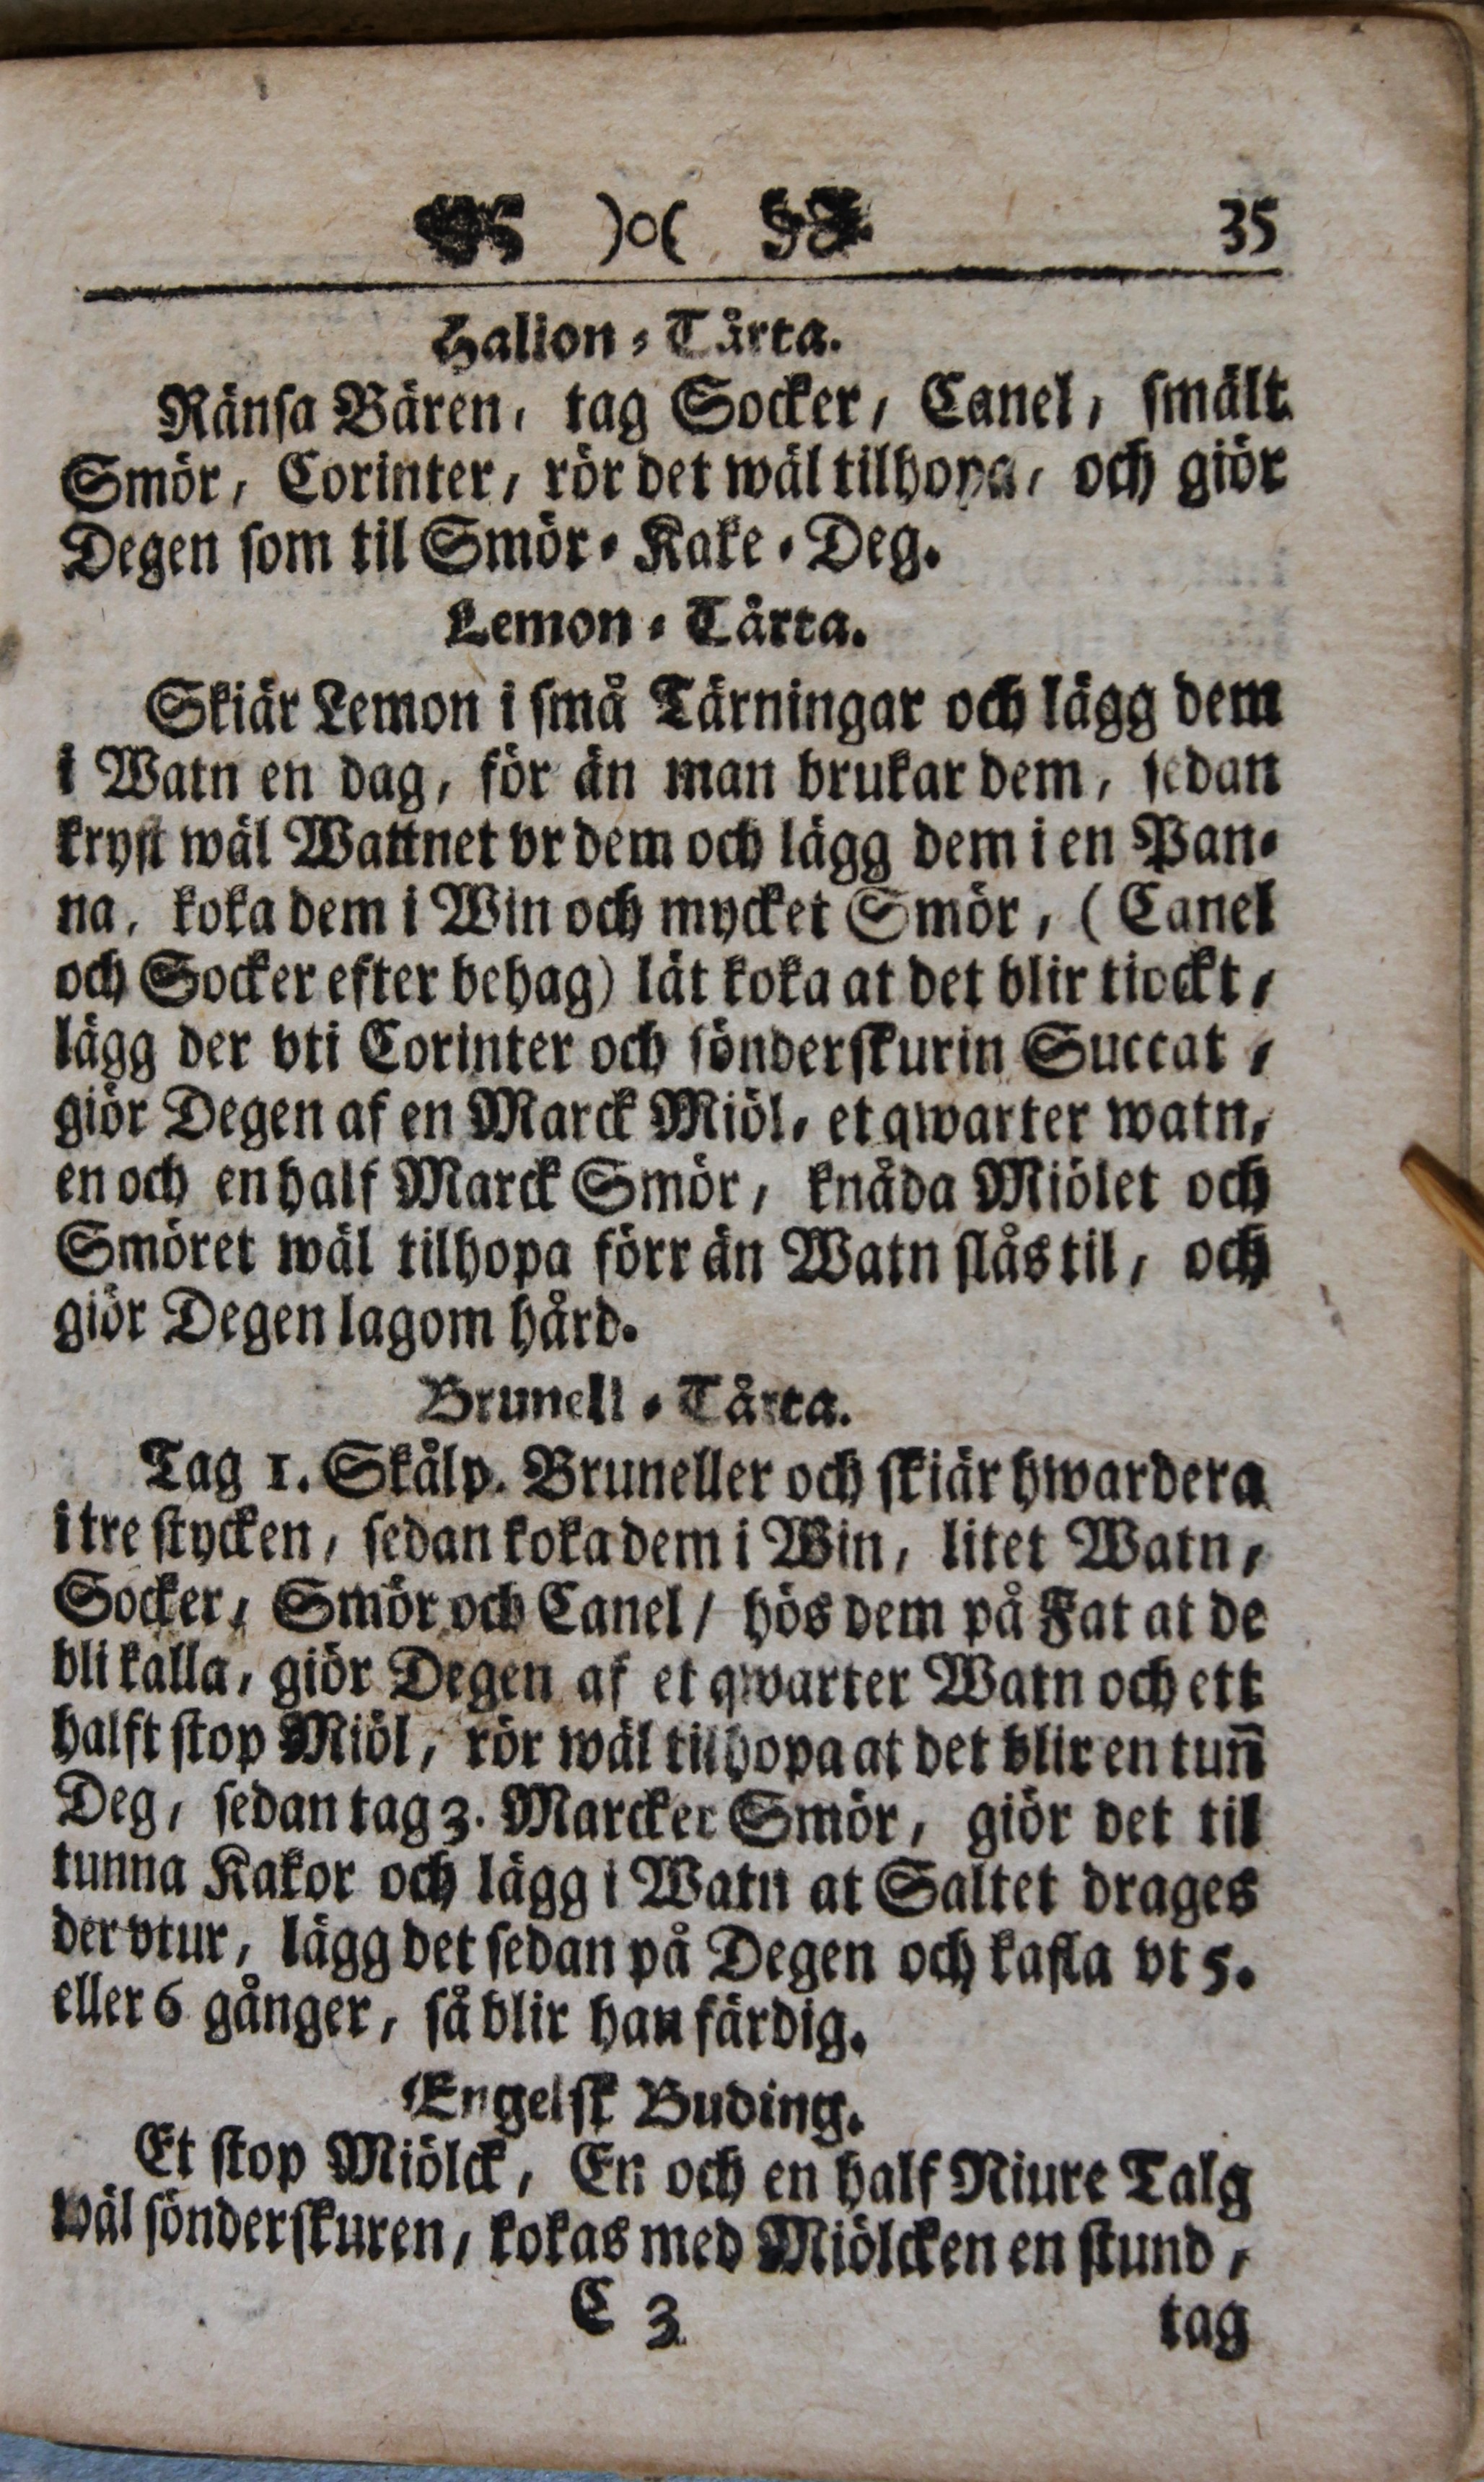 )o( 35
Hallon-Tårta.
Ränsa Bären, tag Socker, Canel, smält
Smör, Corinter, rör det wäl tilhopa, och giör
Degen som til Smör-Kake-Deg.
Lemon-Tårta.
Skiär Lemon i små Tärningar och lägg dem
i Watn en dag, för än man brukar dem, sedan
kryst wäl Wattnet vr dem och lägg dem i en Pan-
na, koka dem i Win och mycket Smör, (Canel
och Socker efter behag) låt koka at det blir tiockt,
lägg der vti Corinter och sönderskurin Succat,
giör Degen af en Marck Miöl, et qwarter watn,
en och en half Marck Smör, knåda Miölet och
Smöret wäl tilhopa förr än Watn slås til, och
giör Degen lagom hård.
Brunell-Tårta.
Tag 1. Skålp. Bruneller och skiär hwardera
i tre stycken, sedan koka dem i Win, litet Watn,
Socker, Smör och Canel / hös dem på Fat at de
bli kalla, giör Degen af et qwarter Watn och ett
halft stop Miöl, rör wäl tilhopa at det blir en tun̄
Deg, sedan tag 3. Marcker Smör, giör det til
tunna Kakor och lägg i Watn at Saltet drages
der vtur, lägg det sedan på Degen och kafla vt 5.
eller 6 gånger, så blir han färdig.
Engelsk Buding.
Et stop Miölck, En och en half Niure Talg
wäl sönderskuren, kokas med Miölcken en stund,
C 3 tag